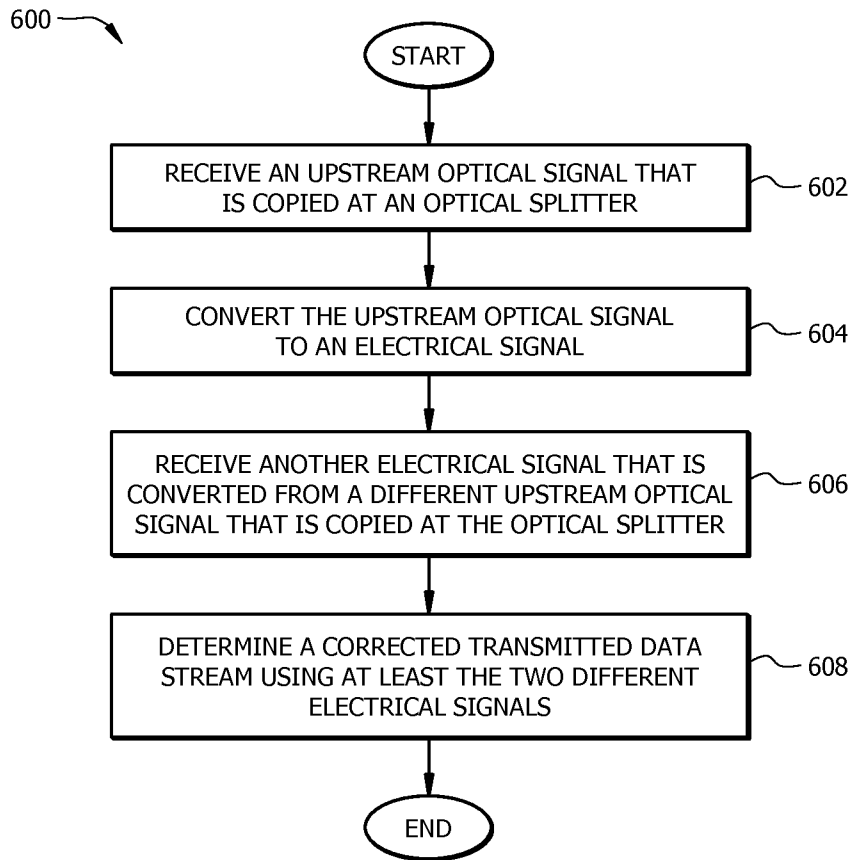 600
START
RECEIVE AN UPSTREAM OPTICAL SIGNAL THAT
IS COPIED AT AN OPTICAL SPLITTER
602
CONVERT THE UPSTREAM OPTICAL SIGNAL
TO AN ELECTRICAL SIGNAL
604
RECEIVE ANOTHER ELECTRICAL SIGNAL THAT IS
CONVERTED FROM A DIFFERENT UPSTREAM OPTICAL
SIGNAL THAT IS COPIED AT THE OPTICAL SPLITTER
606
DETERMINE A CORRECTED TRANSMITTED DATA
STREAM USING AT LEAST THE TWO DIFFERENT
ELECTRICAL SIGNALS
608
END